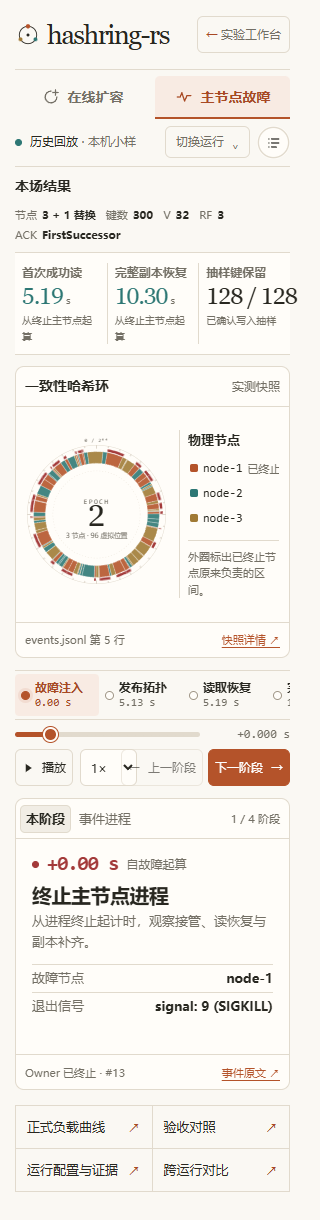 hashring-rs
← 实验工作台
在线扩容
主节点故障
历史回放 · 本机小样
切换运行
本场结果
节点 3 + 1 替换 键数 300 V 32 RF 3
ACK FirstSuccessor
首次成功读
5.19 s
从终止主节点起
算
完整副本恢复
10.30 s
从终止主节点起
算
抽样键保留
128 / 128
已确认写入抽样
一致性哈希环
实测快照
EPOCH
2
3 节点 · 96 虚拟位置
物理节点
node-1 已终止
node-2
node-3
外圈标出已终止节
点原来负责的区
间。
events.jsonl 第 5 行
快照详情 ↗
故障注入
0.00 s
发布拓扑
5.13 s
读取恢复
5.19 s
+0.000 s
播放
1×
上一阶段
下一阶段 →
本阶段
事件进程
1 / 4 阶段
+0.00 s 自故障起算
终止主节点进程
从进程终止起计时，观察接管、读恢复与
副本补齐。
故障节点
node-1
退出信号
signal: 9 (SIGKILL)
Owner 已终止 · #13
事件原文 ↗
正式负载曲线 ↗
验收对照 ↗
运行配置与证据 ↗
跨运行对比 ↗